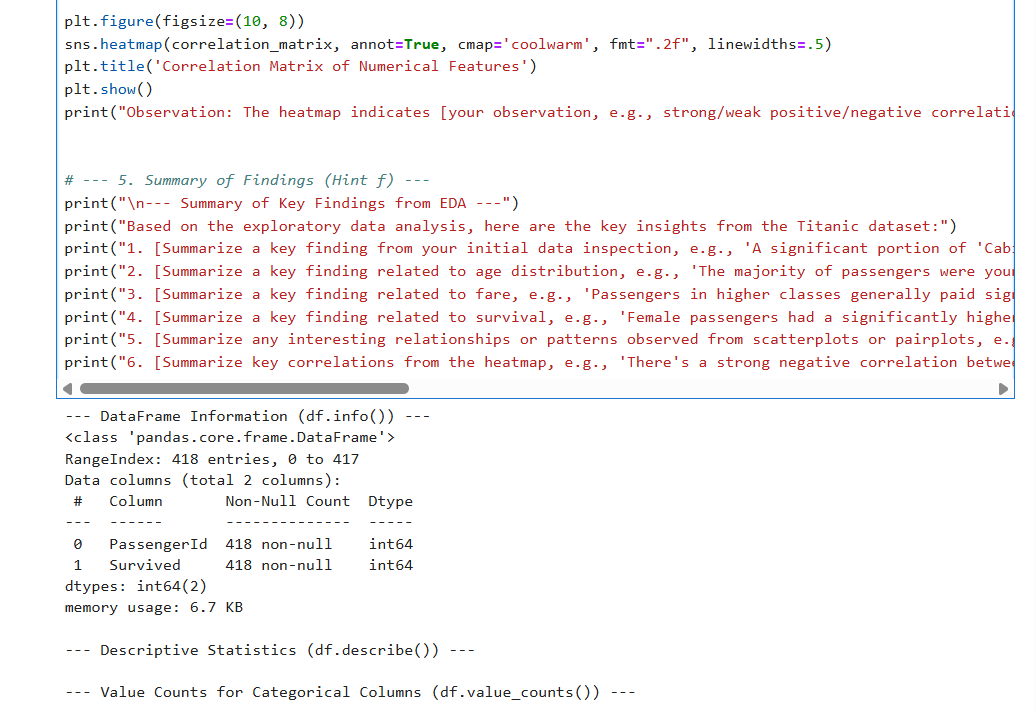 plt.figure(figsize=(10, 8))
sns.heatmap(correlation_matrix, annot=True, cmap='coolwarm', fmt=".2f", linewidths=.5)
plt.title('Correlation Matrix of Numerical Features')
plt.show()
print("Observation: The heatmap indicates [your observation, e.g., strong/weak positive/negative
# --- 5. Summary of Findings (Hint f) ---
print("\n--- Summary of Key Findings from EDA ---")
print("Based on the exploratory data analysis, here are the key insights from the Titanic dataset:")
print("1. [Summarize a key finding from your initial data inspection, e.g., 'A significant portion of
print("2. [Summarize a key finding related to age distribution, e.g., 'The majority of passengers were
print("3. [Summarize a key finding related to fare, e.g., 'Passengers in higher classes generally paid
print("4. [Summarize a key finding related to survival, e.g., 'Female passengers had a significantly
print("5. [Summarize any interesting relationships or patterns observed from scatterplots or pairplots,
print("6. [Summarize key correlations from the heatmap, e.g., 'There's a strong negative correlation
--- DataFrame Information (df.info()) ---
<class 'pandas.core.frame.DataFrame'>
RangeIndex: 418 entries, 0 to 417
Data columns (total 2 columns):
 #   Column       Non-Null Count  Dtype
---  ------       --------------  -----
 0   PassengerId  418 non-null    int64
 1   Survived     418 non-null    int64
dtypes: int64(2)
memory usage: 6.7 KB
--- Descriptive Statistics (df.describe()) ---
--- Value Counts for Categorical Columns (df.value_counts()) ---